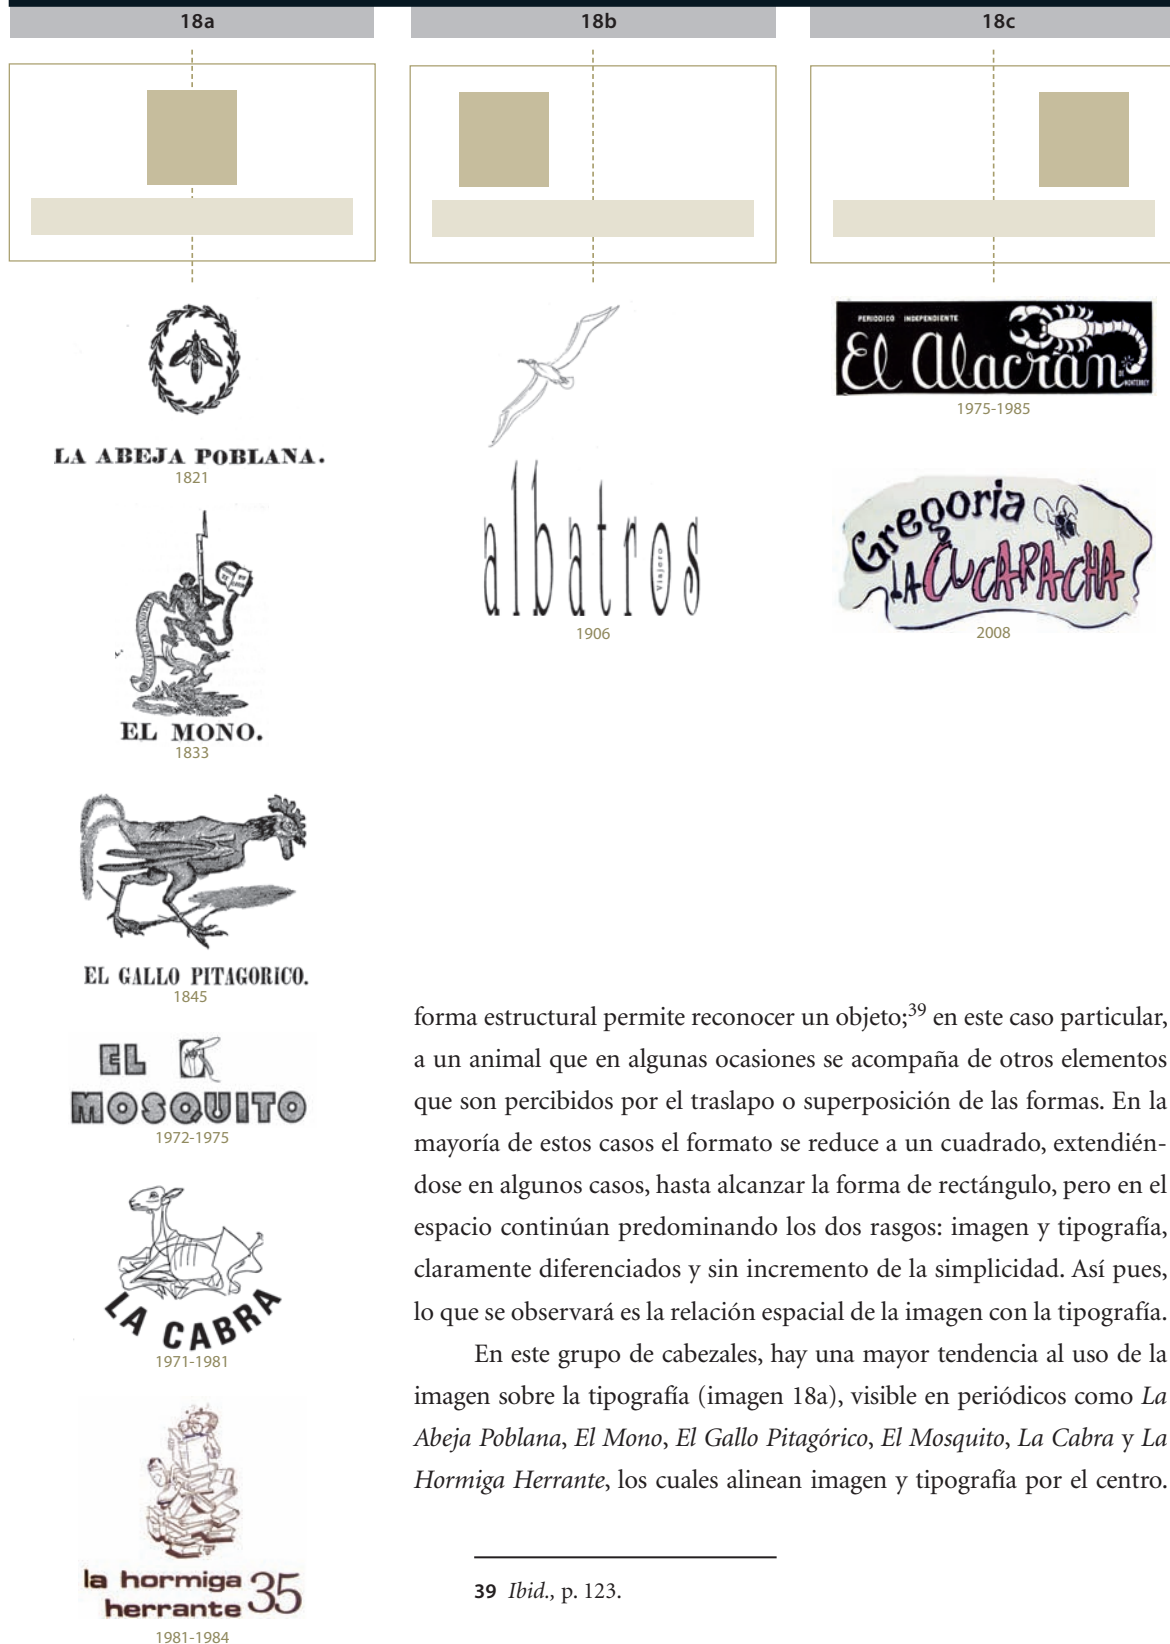 18a
18b
18c
LA ABEJA POBLANA.
1821
EL MONO.
1833
EL GALLO PITAGORICO.
1845
EL
MOSQUITO
1972-1975
LA CABRA
1971-1981
la hormiga 35
herrante
1981-1984
albatros
Viajero
1906
PERIODICO INDEPENDIENTE
El Alacrán
DE
MONTERREY
1975-1985
Gregoria
LA CUCARACHA
2008
forma estructural permite reconocer un objeto;39 en este caso particular,
a un animal que en algunas ocasiones se acompaña de otros elementos
que son percibidos por el traslapo o superposición de las formas. En la
mayoría de estos casos el formato se reduce a un cuadrado, extendién-
dose en algunos casos, hasta alcanzar la forma de rectángulo, pero en el
espacio continúan predominando los dos rasgos: imagen y tipografía,
claramente diferenciados y sin incremento de la simplicidad. Así pues,
lo que se observará es la relación espacial de la imagen con la tipografía.
En este grupo de cabezales, hay una mayor tendencia al uso de la
imagen sobre la tipografía (imagen 18a), visible en periódicos como La
Abeja Poblana, El Mono, El Gallo Pitagórico, El Mosquito, La Cabra y La
Hormiga Herrante, los cuales alinean imagen y tipografía por el centro.
39 Ibid., p. 123.